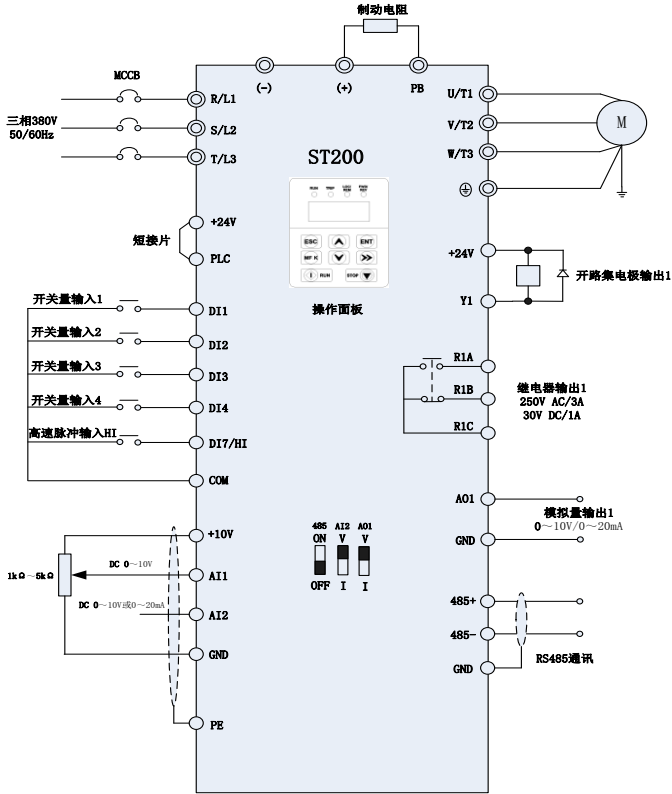 制动电阻
MCCB
(-)
(+)
PB
三相380V
50/60Hz
R/L1
S/L2
T/L3
U/T1
V/T2
W/T3
M
ST200
RUN
TRIP
ESC
ENT
MF.K
>>
I RUN
STOP
操作面板
短接片
+24V
PLC
+24V
Y1
开路集电极输出1
开关量输入1
DI1
开关量输入2
DI2
开关量输入3
DI3
开关量输入4
DI4
高速脉冲输入HI
DI7/HI
COM
R1A
R1B
R1C
继电器输出1
250V AC/3A
30V DC/1A
+10V
1kΩ~5kΩ
DC 0~10V
AI1
DC 0~10V或0~20mA
AI2
GND
PE
485 AI2 AO1
ON V V
OFF I I
AO1
模拟量输出1
0~10V/0~20mA
GND
485+
485-
GND
RS485通讯